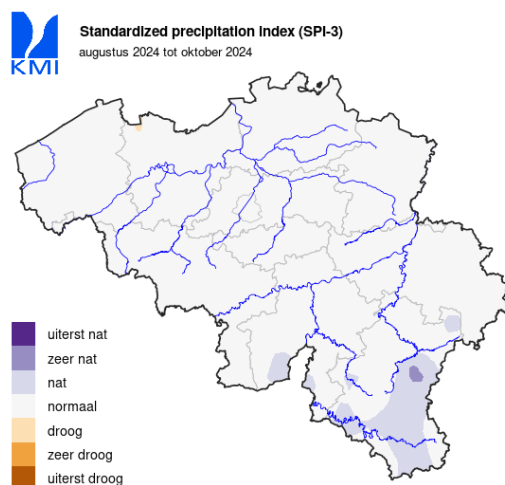 Standardized precipitation index (SPI-3)
augustus 2024 tot oktober 2024
KMI
uiterst nat
zeer nat
nat
normaal
droog
zeer droog
uiterst droog